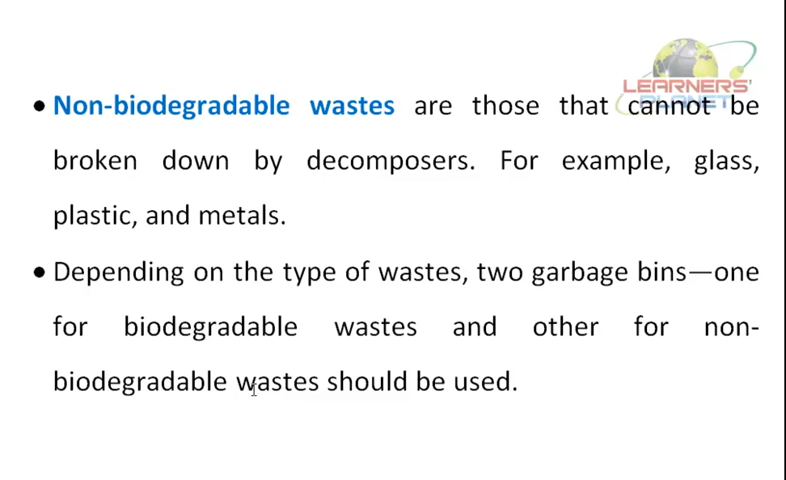 LEARNERS'
PLANET
• Non-biodegradable wastes are those that cannot be
broken down by decomposers. For example, glass,
plastic, and metals.
• Depending on the type of wastes, two garbage bins—one
for biodegradable wastes and other for non-
biodegradable wastes should be used.